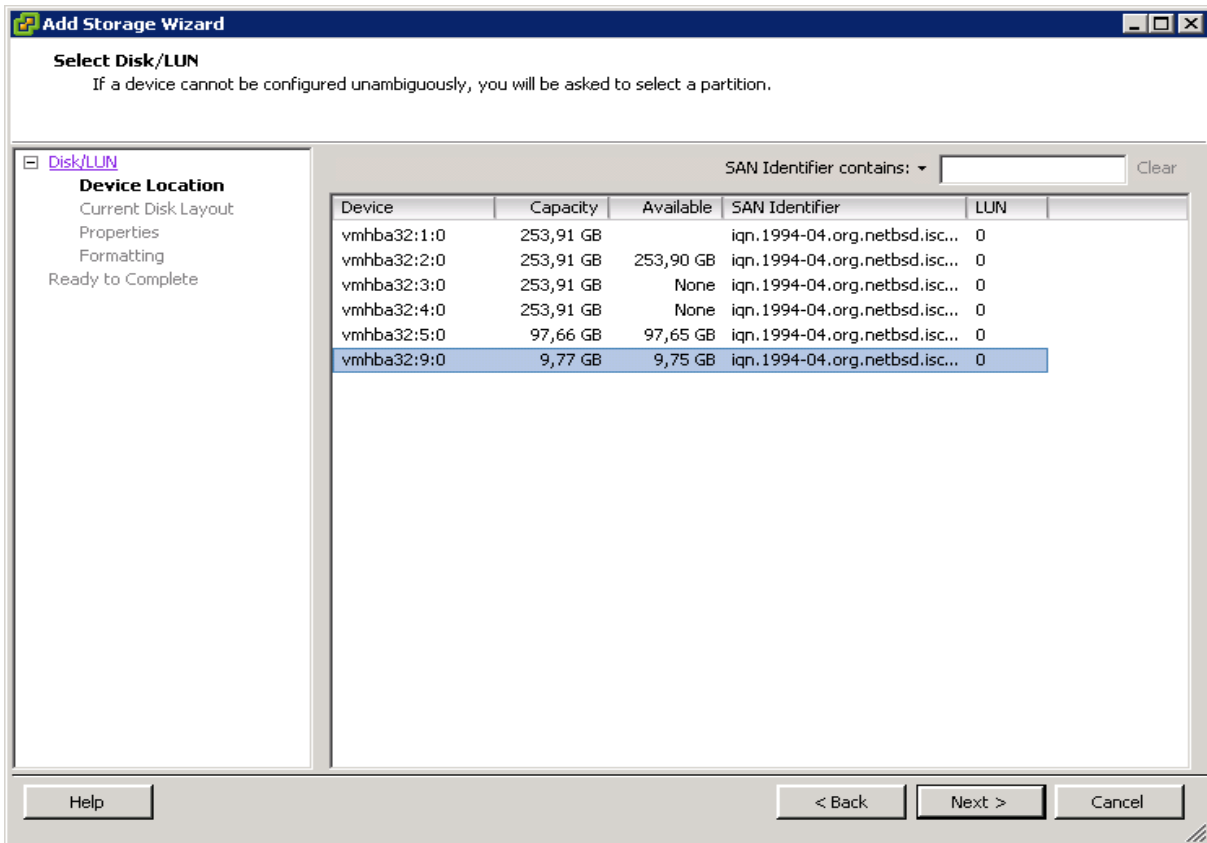 Add Storage Wizard
Select Disk/LUN
If a device cannot be configured unambiguously, you will be asked to select a partition.
Disk/LUN
Device Location
Current Disk Layout
Properties
Formatting
Ready to Complete
SAN Identifier contains: Clear
Device Capacity Available SAN Identifier LUN
vmhba32:1:0 253,91 GB iqn.1994-04.org.netbsd.isc... 0
vmhba32:2:0 253,91 GB 253,90 GB iqn.1994-04.org.netbsd.isc... 0
vmhba32:3:0 253,91 GB None iqn.1994-04.org.netbsd.isc... 0
vmhba32:4:0 253,91 GB None iqn.1994-04.org.netbsd.isc... 0
vmhba32:5:0 97,66 GB 97,65 GB iqn.1994-04.org.netbsd.isc... 0
vmhba32:9:0 9,77 GB 9,75 GB iqn.1994-04.org.netbsd.isc... 0
Help < Back Next > Cancel